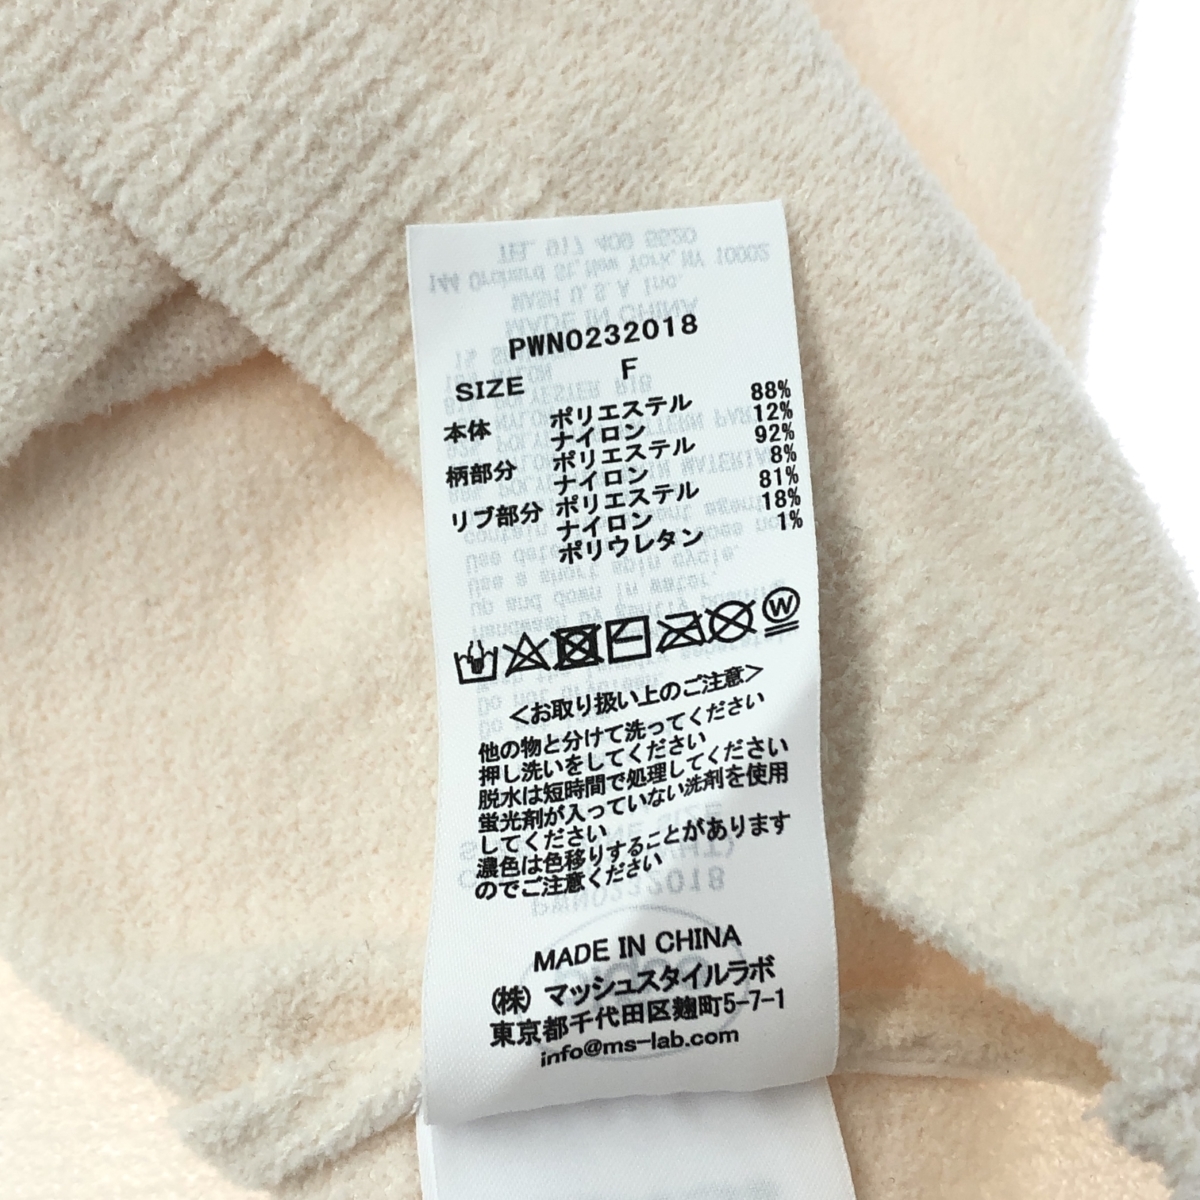 PWNO232018
SIZE F
本体 ポリエステル 88%
ナイロン 12%
柄部分 ポリエステル 92%
ナイロン 8%
リブ部分 ポリエステル 81%
ナイロン 18%
ポリウレタン 1%
W
<お取り扱い上のご注意>
他の物と分けて洗ってください
押し洗いをしてください
脱水は短時間で処理してください
蛍光剤が入っていない洗剤を使用
してください
濃色は色移りすることがあります
のでご注意ください
MADE IN CHINA
(株) マッシュスタイルラボ
東京都千代田区麹町5-7-1
info@ms-lab.com